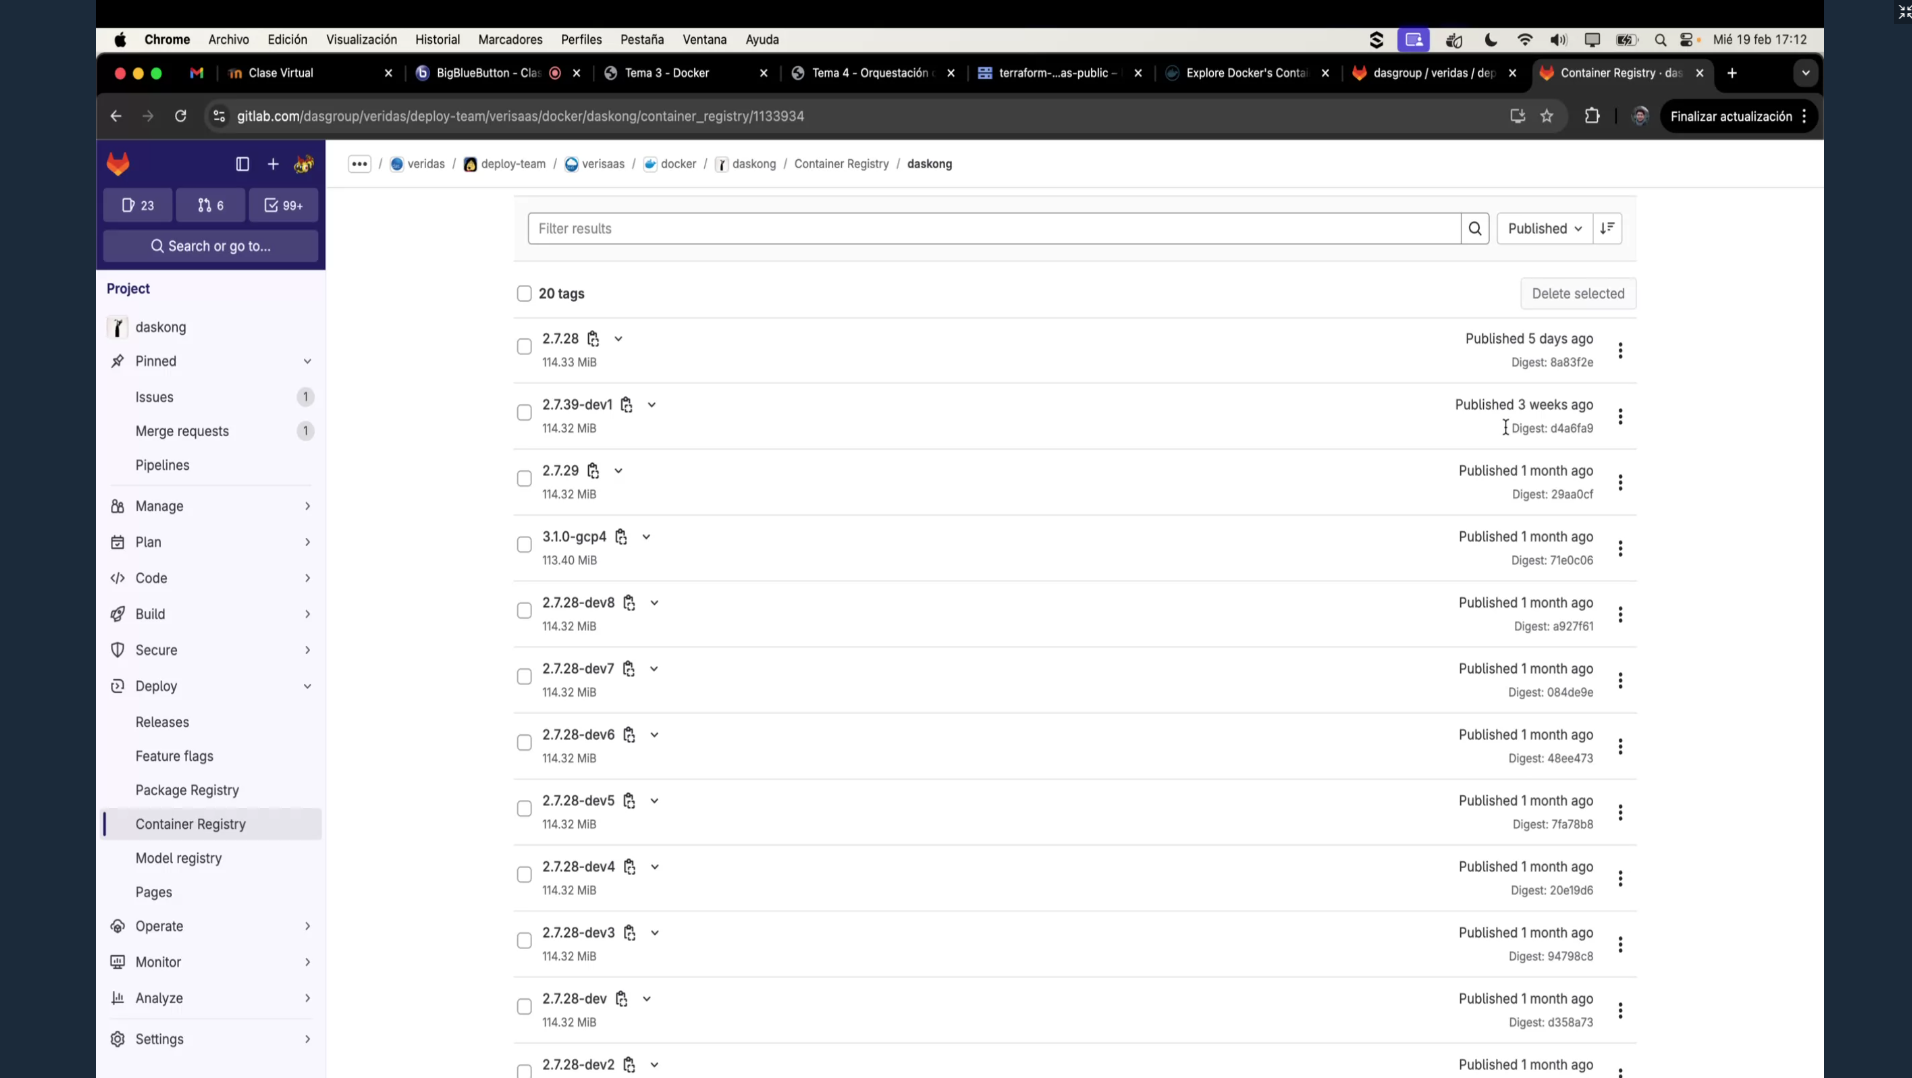 Chrome Archivo Edición Visualización Historial Marcadores Perfiles Pestaña Ventana Ayuda Mié 19 feb 17:12
Clase Virtual BigBlueButton - Clas Tema 3 - Docker Tema 4 - Orquestación terraform-...as-public – Explore Docker's Contai dasgroup / veridas / dep Container Registry · das
gitlab.com/dasgroup/veridas/deploy-team/verisaas/docker/daskong/container_registry/1133934 Finalizar actualización
veridas / deploy-team / verisaas / docker / daskong / Container Registry / daskong
23 6 99+
Search or go to...
Project
daskong
Pinned
Issues 1
Merge requests 1
Pipelines
Manage
Plan
Code
Build
Secure
Deploy
Releases
Feature flags
Package Registry
Container Registry
Model registry
Pages
Operate
Monitor
Analyze
Settings
Filter results Published
20 tags Delete selected
2.7.28 Published 5 days ago
114.33 MiB Digest: 8a83f2e
2.7.39-dev1 Published 3 weeks ago
114.32 MiB Digest: d4a6fa9
2.7.29 Published 1 month ago
114.32 MiB Digest: 29aa0cf
3.1.0-gcp4 Published 1 month ago
113.40 MiB Digest: 71e0c06
2.7.28-dev8 Published 1 month ago
114.32 MiB Digest: a927f61
2.7.28-dev7 Published 1 month ago
114.32 MiB Digest: 084de9e
2.7.28-dev6 Published 1 month ago
114.32 MiB Digest: 48ee473
2.7.28-dev5 Published 1 month ago
114.32 MiB Digest: 7fa78b8
2.7.28-dev4 Published 1 month ago
114.32 MiB Digest: 20e19d6
2.7.28-dev3 Published 1 month ago
114.32 MiB Digest: 94798c8
2.7.28-dev Published 1 month ago
114.32 MiB Digest: d358a73
2.7.28-dev2 Published 1 month ago